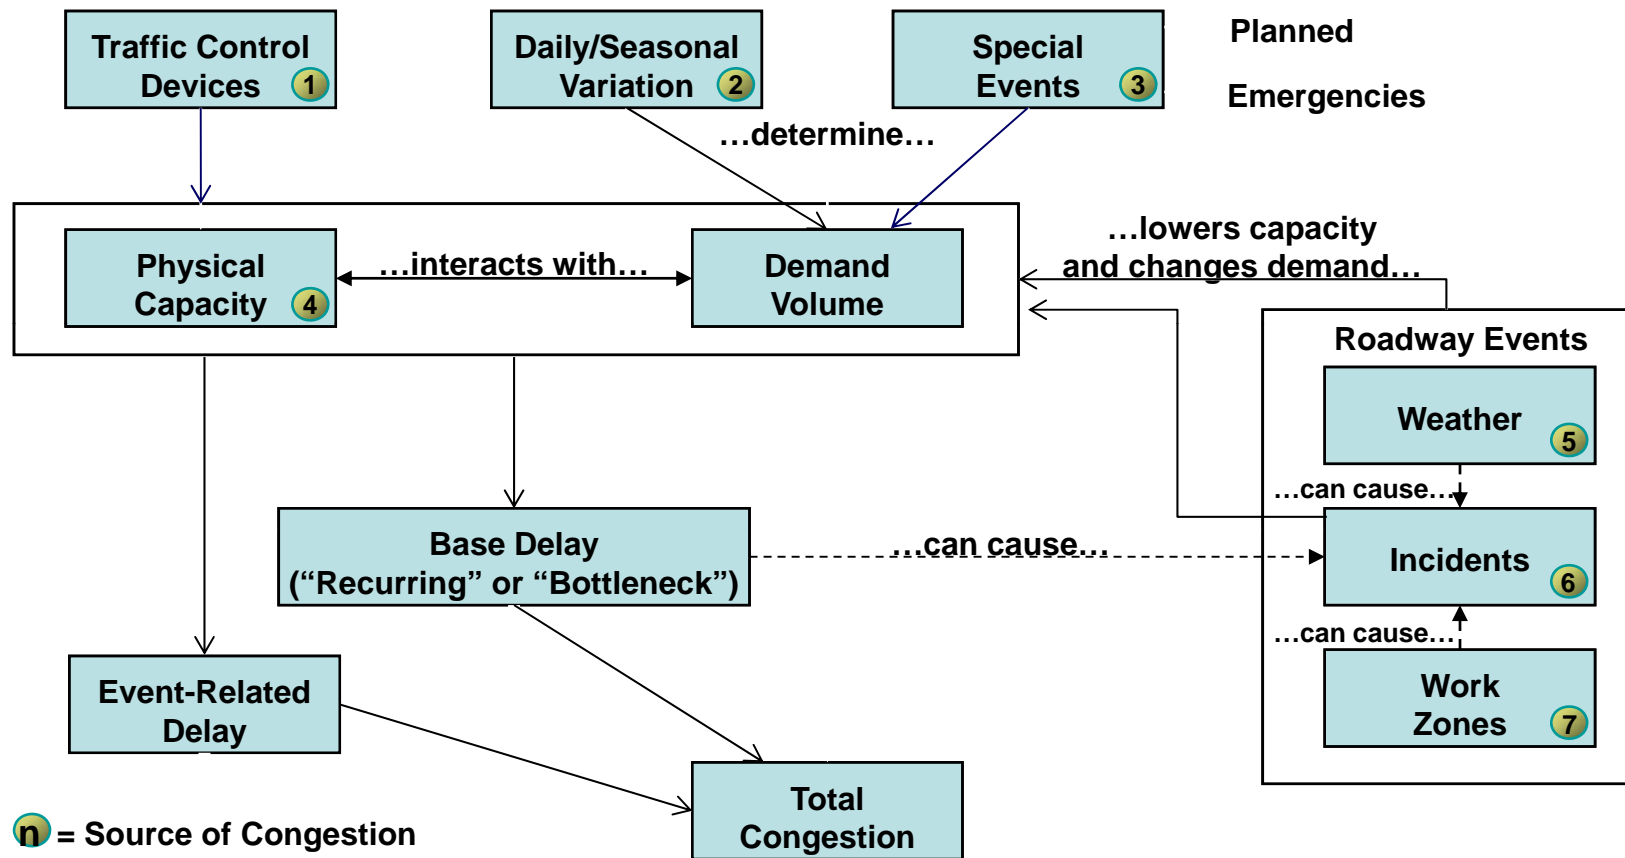 Traffic Control
Devices
1
Daily/Seasonal
Variation
2
Special
Events
3
Planned
Emergencies
…determine…
Physical
Capacity
4
…interacts with…
Demand
Volume
…lowers capacity
and changes demand…
Roadway Events
Weather
5
…can cause…
Base Delay
(“Recurring” or “Bottleneck”)
…can cause…
Incidents
6
…can cause…
Work
Zones
7
Event-Related
Delay
Total
Congestion
n = Source of Congestion